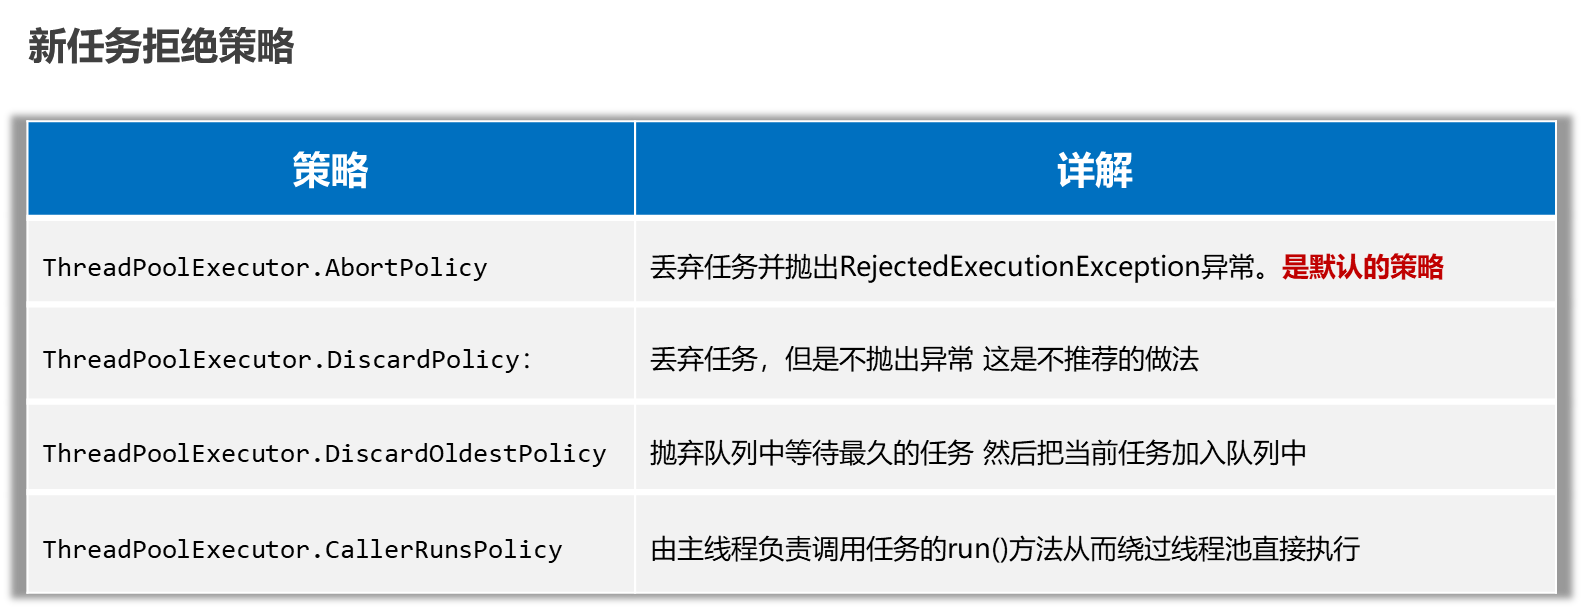 新任务拒绝策略
策略
详解
ThreadPoolExecutor.AbortPolicy
丢弃任务并抛出RejectedExecutionException异常。是默认的策略
ThreadPoolExecutor.DiscardPolicy：
丢弃任务，但是不抛出异常 这是不推荐的做法
ThreadPoolExecutor.DiscardOldestPolicy
抛弃队列中等待最久的任务 然后把当前任务加入队列中
ThreadPoolExecutor.CallerRunsPolicy
由主线程负责调用任务的run()方法从而绕过线程池直接执行